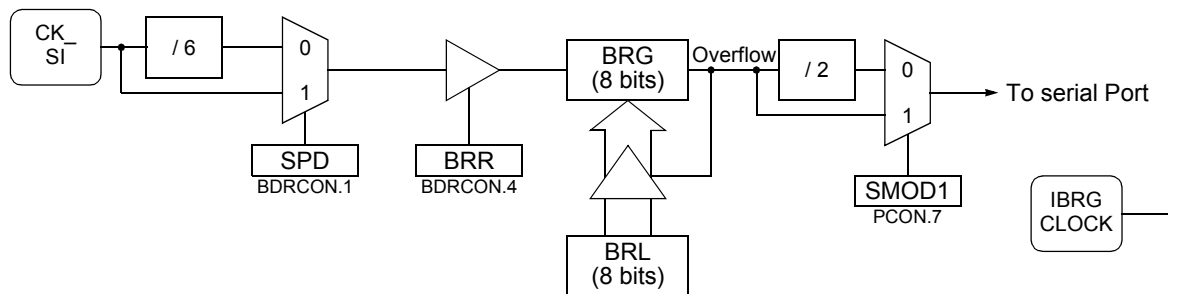 CK_
SI
/ 6
0
1
SPD
BDRCON.1
BRR
BDRCON.4
BRG
(8 bits)
Overflow
BRL
(8 bits)
/ 2
0
1
SMOD1
PCON.7
To serial Port
IBRG
CLOCK